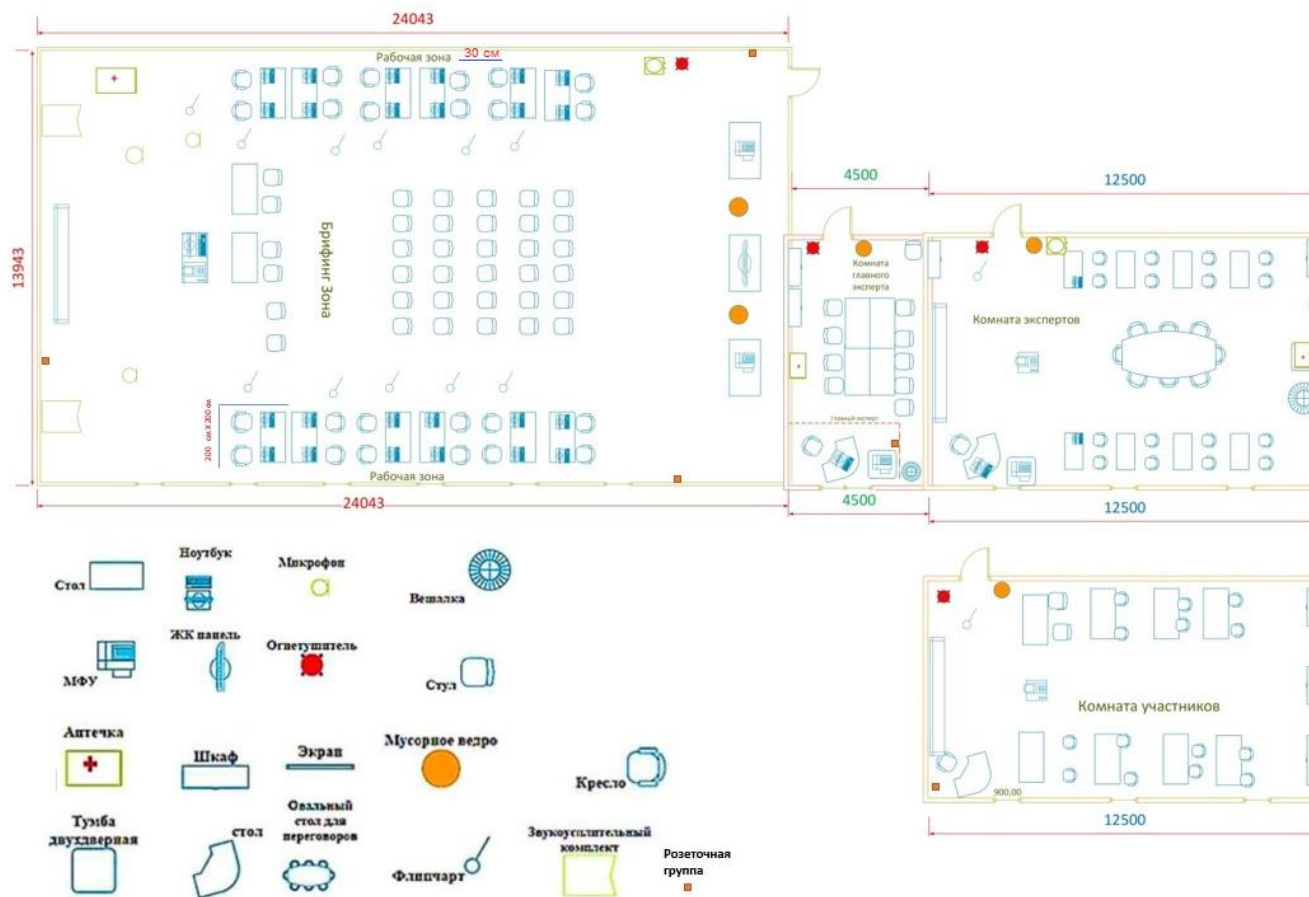 24043
Рабочая зона
30 см
4500
12500
13943
Брифинг Зона
Комната
главного
эксперта
Комната экспертов
Главный эксперт
200 см Х 200 см
Рабочая зона
24043
4500
12500
Стол
Ноутбук
Микрофон
Вешалка
МФУ
ЖК панель
Огнетушитель
Стул
Аптечка
Шкаф
Экран
Мусорное ведро
Кресло
Тумба
двухдверная
стол
Овальный
стол для
переговоров
Флипчарт
Звукоусплительный
комплект
Розеточная
группа
Комната участников
900,00
12500